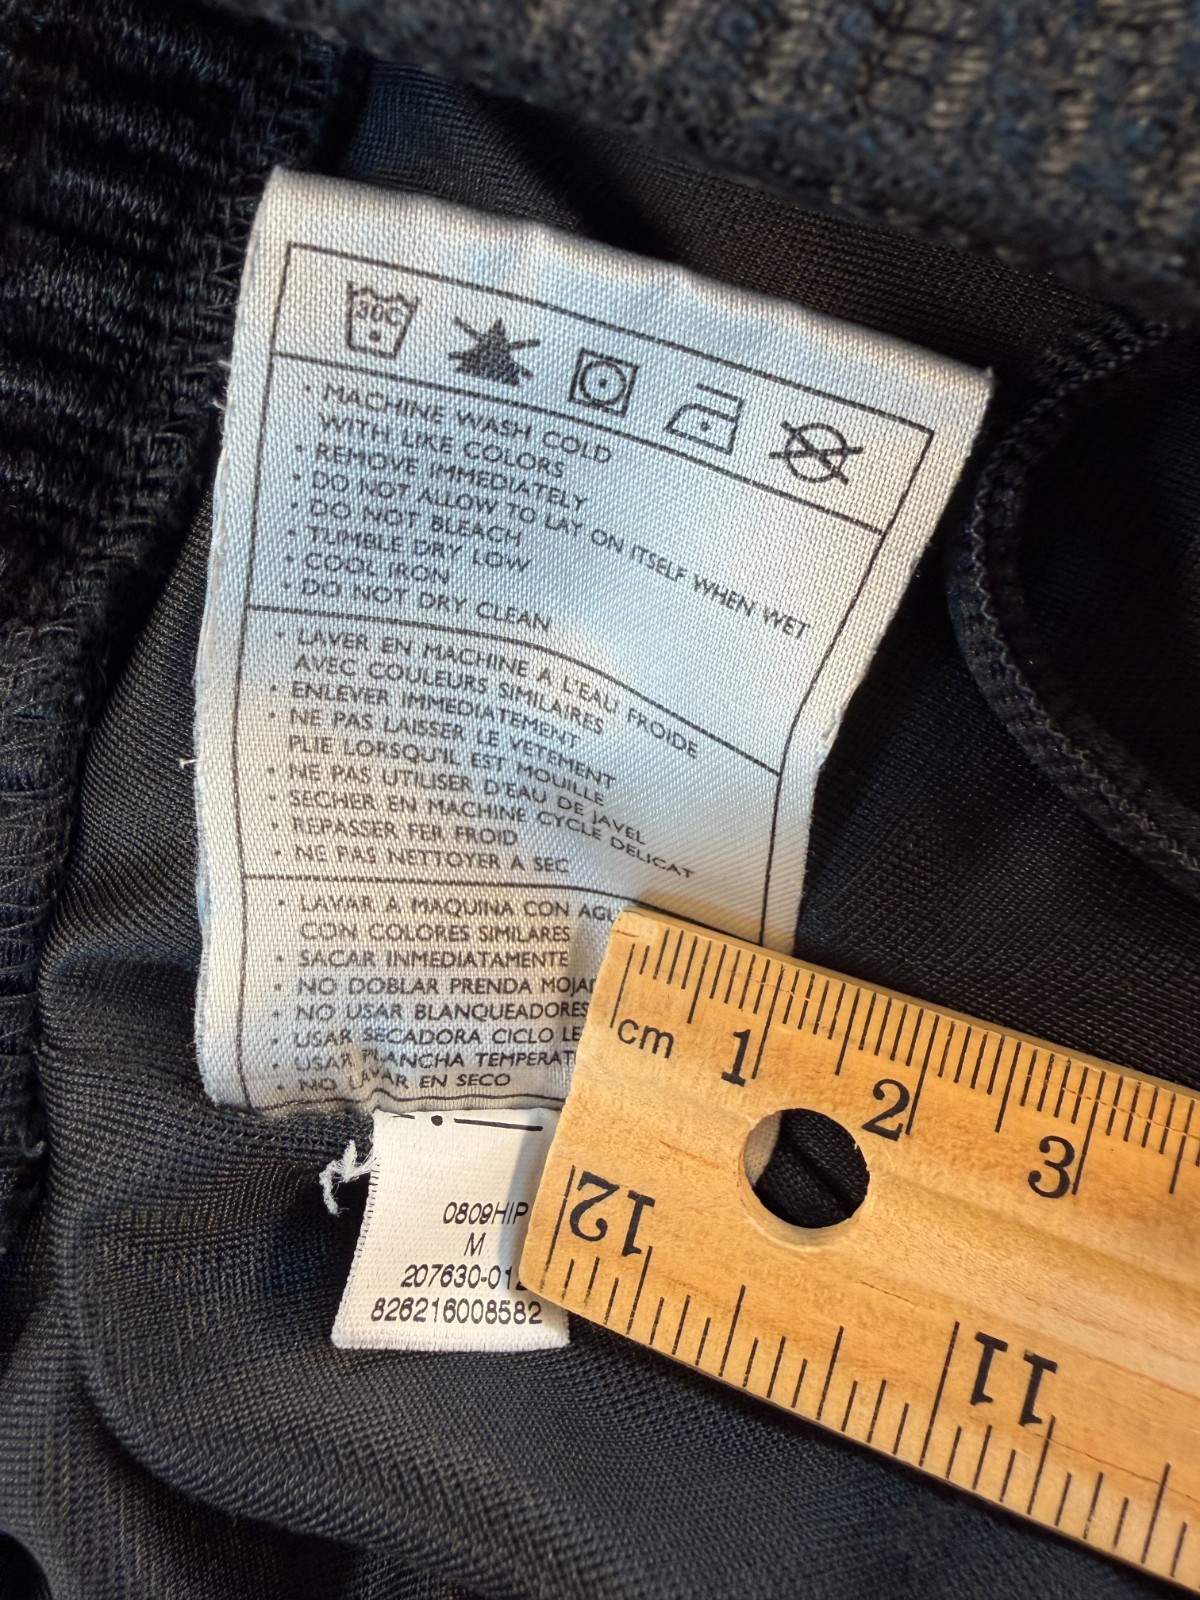 30C
• MACHINE WASH COLD
WITH LIKE COLORS
• REMOVE IMMEDIATELY
• DO NOT ALLOW TO LAY ON ITSELF WHEN WET
• DO NOT BLEACH
• TUMBLE DRY LOW
• COOL IRON
• DO NOT DRY CLEAN
• LAVER EN MACHINE A L'EAU FROIDE
AVEC COULEURS SIMILAIRES
• ENLEVER IMMEDIATEMENT
• NE PAS LAISSER LE VETEMENT
PLIE LORSQU'IL EST MOUILLE
• NE PAS UTILISER D'EAU DE JAVEL
• SECHER EN MACHINE CYCLE DELICAT
• REPASSER FER FROID
• NE PAS NETTOYER A SEC
• LAVAR A MAQUINA CON
CON COLORES SIMILARES
• SACAR INMEDIATAMENTE
• NO DOBLAR PRENDA
• NO USAR BLANQUEADORES
• USAR SECADORA CICLO
• USAR PLANCHA
• NO LAVAR EN SECO
cm 1 2 3
12 11
0809HIP
M
207630-01
826216008582